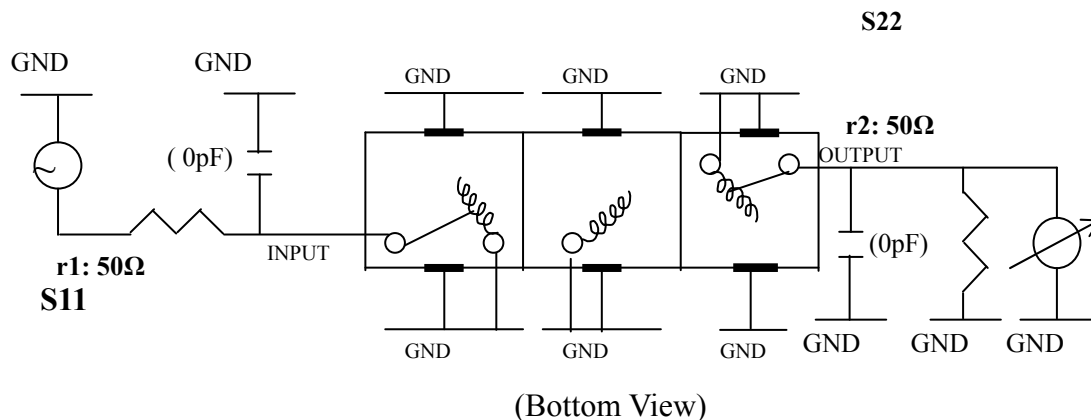 S22
GND
GND
GND
GND
GND
r2: 50Ω
( 0pF)
OUTPUT
INPUT
(0pF)
r1: 50Ω
S11
GND
GND
GND
GND
GND
GND
(Bottom View)